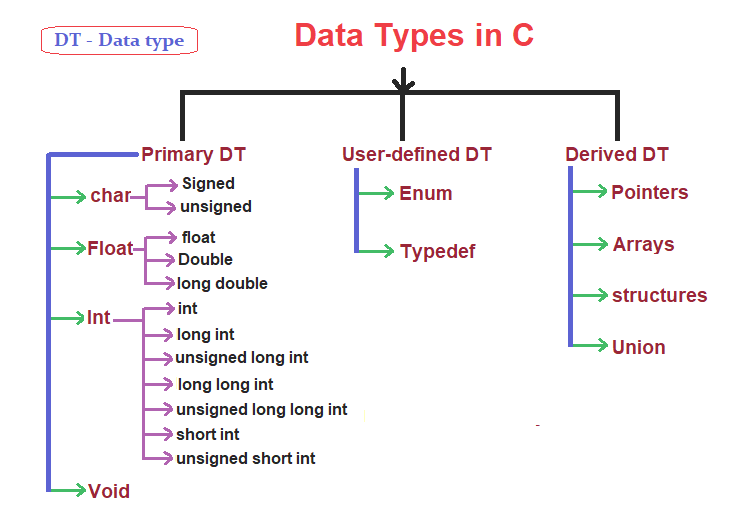 DT - Data type
Data Types in C
Primary DT
char
Signed
unsigned
Float
float
Double
long double
Int
int
long int
unsigned long int
long long int
unsigned long long int
short int
unsigned short int
Void
User-defined DT
Enum
Typedef
Derived DT
Pointers
Arrays
structures
Union